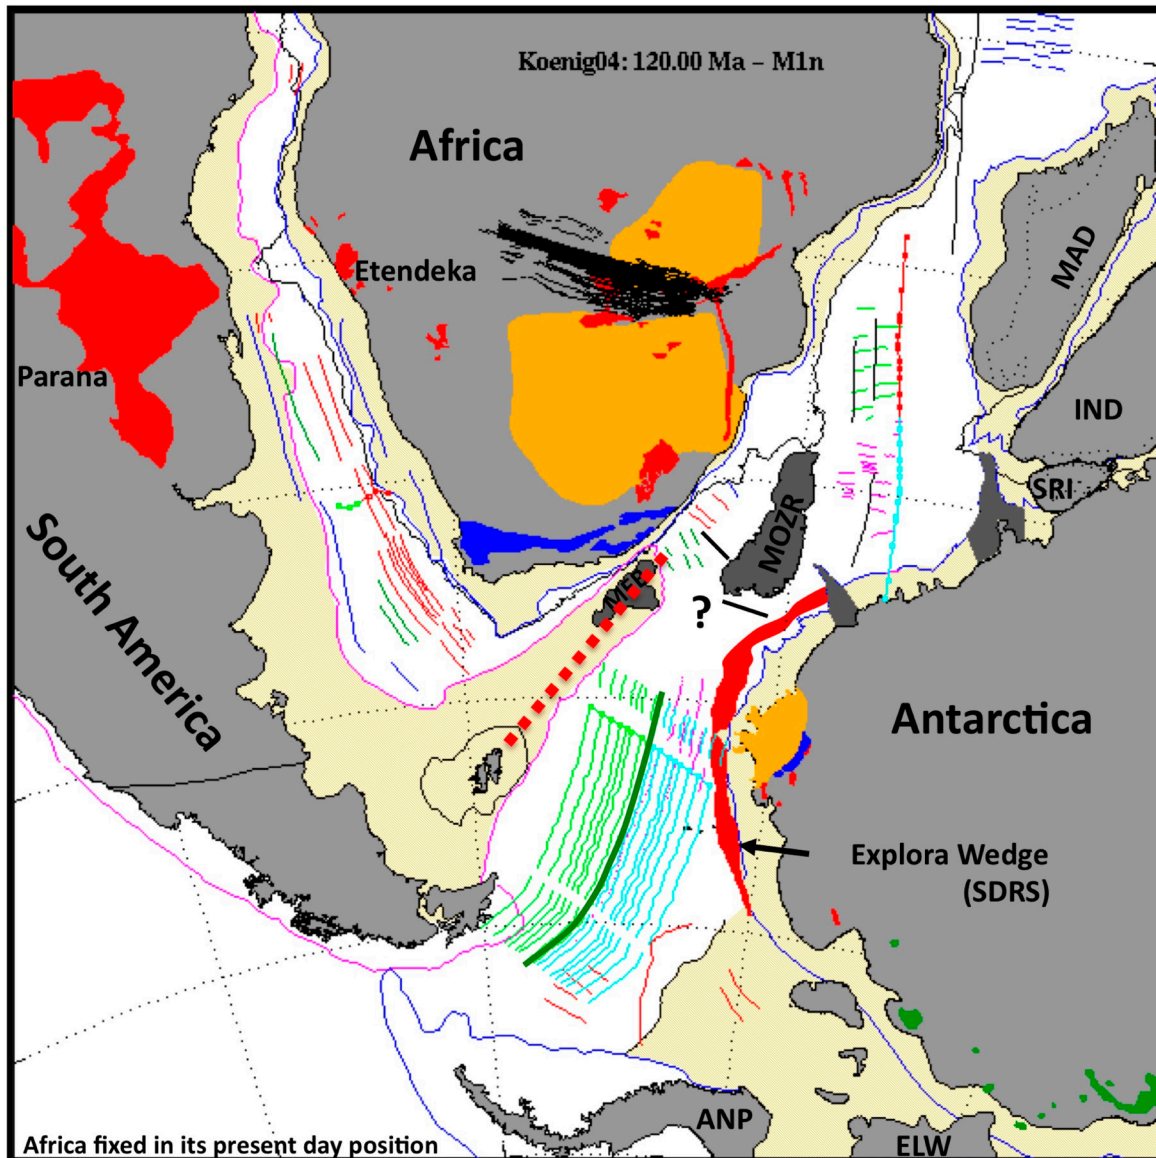 Koenig04: 120.00 Ma – M1n
Africa
MAD
Etendeka
Parana
IND
SRI
MOZR
MFP
?
South America
Antarctica
Explora Wedge
(SDRS)
ANP
ELW
Africa fixed in its present day position